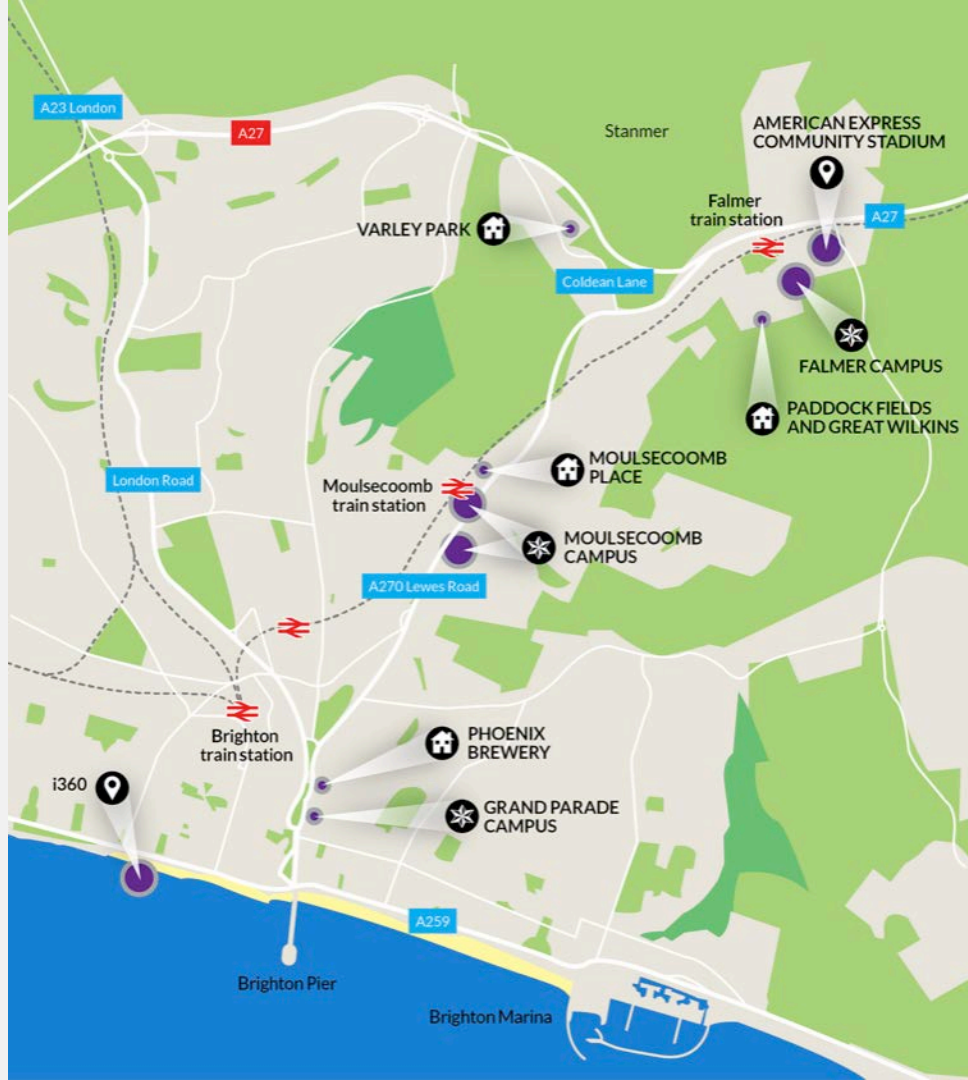 A23 London
A27
Stanmer
AMERICAN EXPRESS
COMMUNITY STADIUM
Falmer
train station
A27
VARLEY PARK
Coldean Lane
FALMER CAMPUS
PADDOCK FIELDS
AND GREAT WILKINS
London Road
Moulsecoomb
train station
MOULSECOOMB
PLACE
MOULSECOOMB
CAMPUS
A270 Lewes Road
Brighton
train station
PHOENIX
BREWERY
i360
GRAND PARADE
CAMPUS
A259
Brighton Pier
Brighton Marina